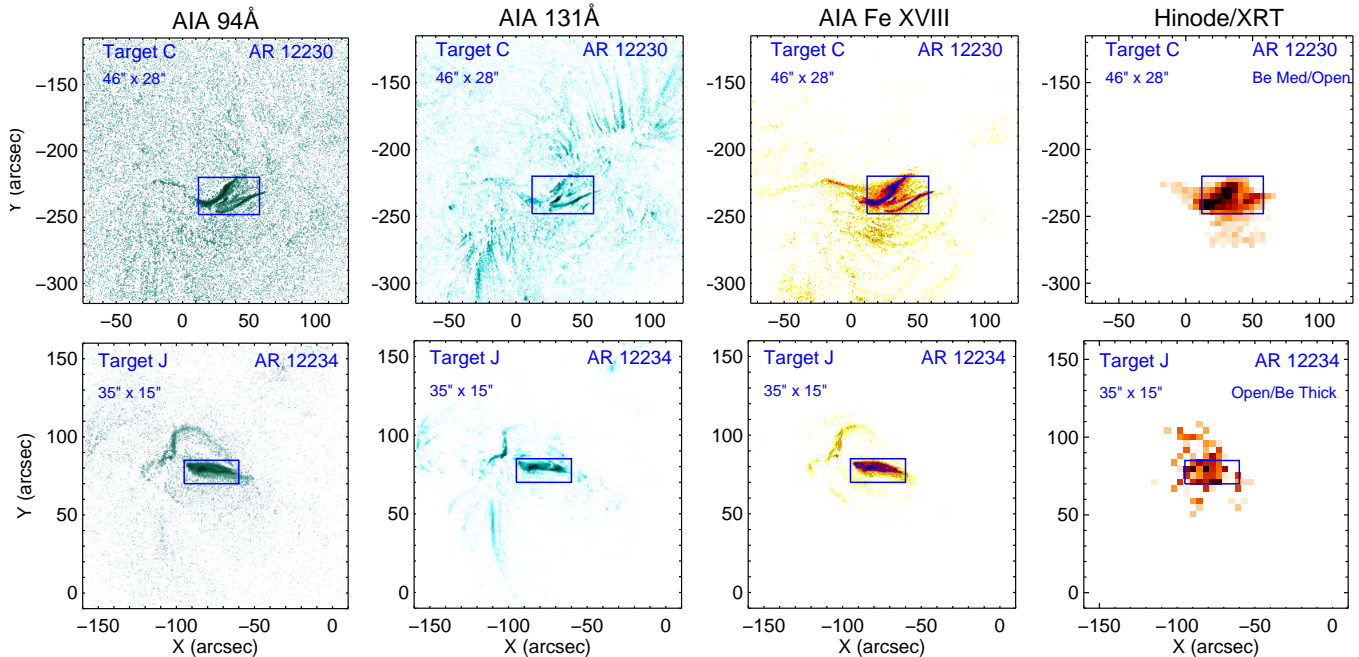 AIA 94Å
AIA 131Å
AIA Fe XVIII
Hinode/XRT
Target C AR 12230
46" x 28"
Target C AR 12230
46" x 28"
Target C AR 12230
46" x 28"
Target C AR 12230
46" x 28" Be Med/Open
Y (arcsec)
−150
−200
−250
−300
−50 0 50 100
−150
−200
−250
−300
−50 0 50 100
−150
−200
−250
−300
−50 0 50 100
−150
−200
−250
−300
−50 0 50 100
Target J AR 12234
35" x 15"
Target J AR 12234
35" x 15"
Target J AR 12234
35" x 15"
Target J AR 12234
35" x 15" Open/Be Thick
Y (arcsec)
150
100
50
0
−150 −100 −50 0
X (arcsec)
150
100
50
0
−150 −100 −50 0
X (arcsec)
150
100
50
0
−150 −100 −50 0
X (arcsec)
150
100
50
0
−150 −100 −50 0
X (arcsec)